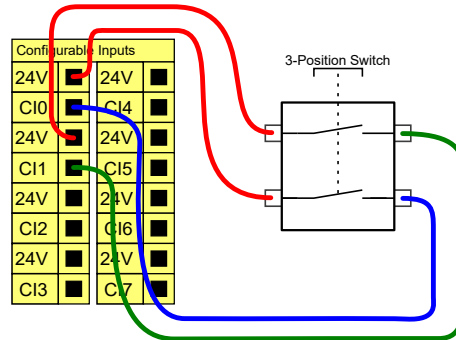 Configurable Inputs
24V 24V
CI0 CI4
24V 24V
CI1 CI5
24V 24V
CI2 CI6
24V 24V
CI3 CI7
3-Position Switch